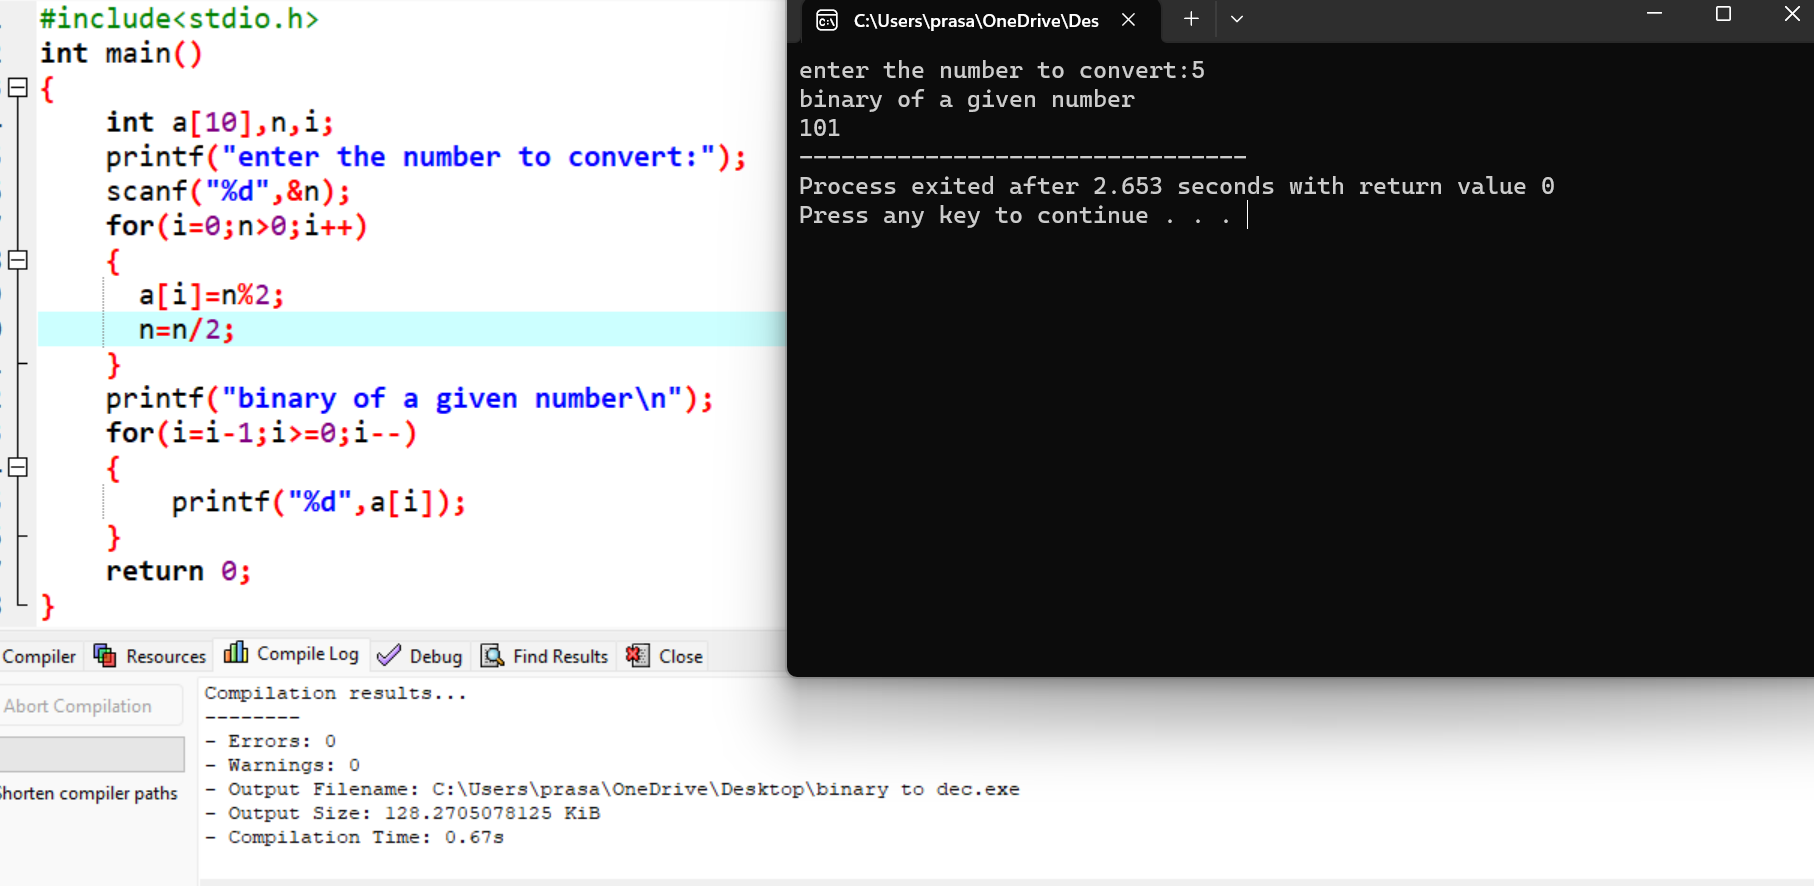 #include<stdio.h>
int main()
{
int a[10],n,i;
printf("enter the number to convert:");
scanf("%d",&n);
for(i=0;n>0;i++)
{
a[i]=n%2;
n=n/2;
}
printf("binary of a given number\n");
for(i=i-1;i>=0;i--)
{
printf("%d",a[i]);
}
return 0;
}
C:\Users\prasa\OneDrive\Des
enter the number to convert:5
binary of a given number
101
--------------------------------
Process exited after 2.653 seconds with return value 0
Press any key to continue . . .
Compiler Resources Compile Log Debug Find Results Close
Abort Compilation
Shorten compiler paths
Compilation results...
--------
- Errors: 0
- Warnings: 0
- Output Filename: C:\Users\prasa\OneDrive\Desktop\binary to dec.exe
- Output Size: 128.2705078125 KiB
- Compilation Time: 0.67s